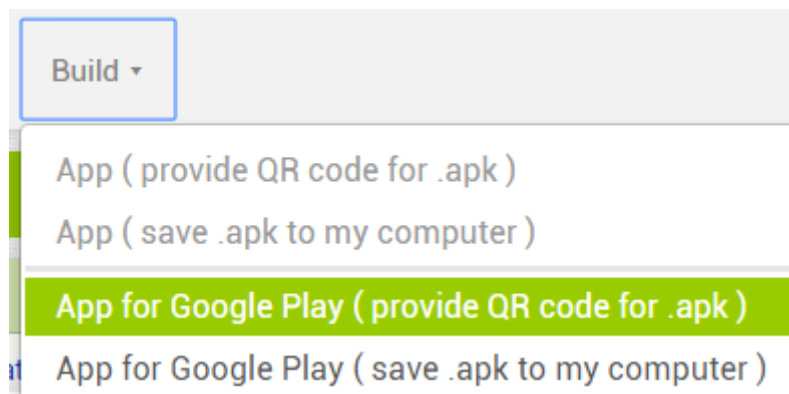 Build
App ( provide QR code for .apk )
App ( save .apk to my computer )
App for Google Play ( provide QR code for .apk )
App for Google Play ( save .apk to my computer )